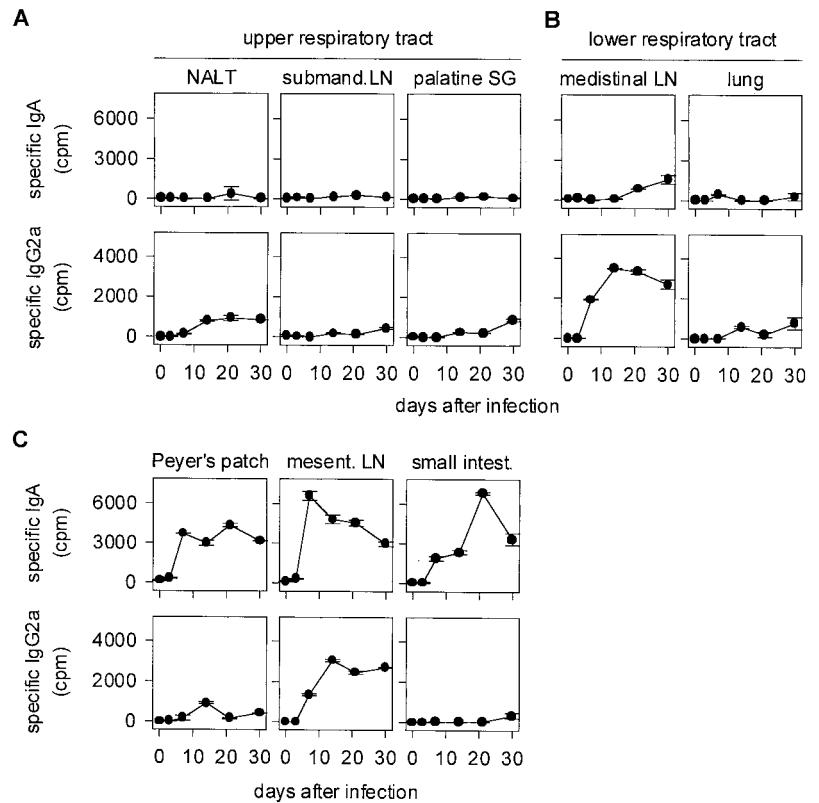 A
B
upper respiratory tract
lower respiratory tract
NALT submand.LN palatine SG medistinal LN lung
specific IgA
(cpm)
6000
3000
0
specific IgG2a
(cpm)
4000
2000
0
0 10 20 30 0 10 20 30 0 10 20 30 0 10 20 30 0 10 20 30
days after infection
C
Peyer's patch mesent. LN small intest.
specific IgA
(cpm)
6000
3000
0
specific IgG2a
(cpm)
4000
2000
0
0 10 20 30 0 10 20 30 0 10 20 30
days after infection